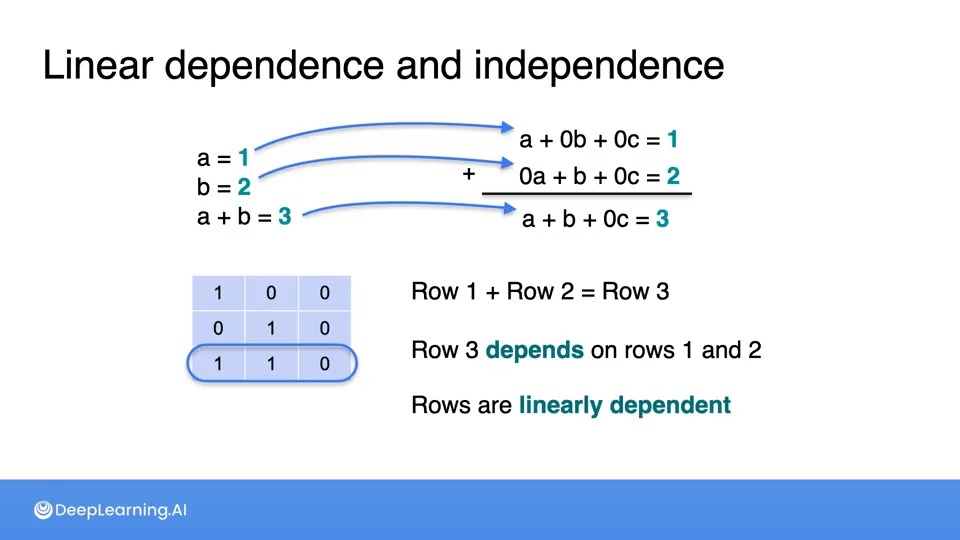 Linear dependence and independence
a = 1
b = 2
a + b = 3
a + 0b + 0c = 1
+ 0a + b + 0c = 2
a + b + 0c = 3
1 0 0
0 1 0
1 1 0
Row 1 + Row 2 = Row 3
Row 3 depends on rows 1 and 2
Rows are linearly dependent
DeepLearning.AI